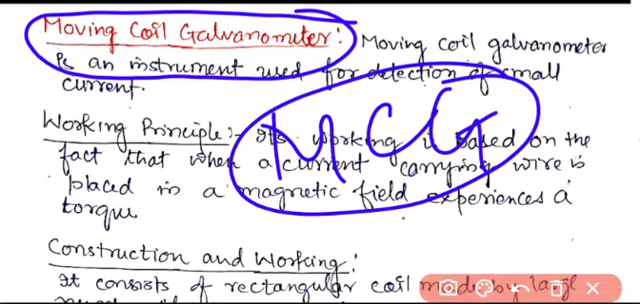 Moving Coil Galvanometer: Moving coil galvanometer
is an instrument used for detection of small
current.
MCG
Working Principle:- Its working is based on the
fact that when a current carrying wire is
placed in a magnetic field experiences a
torque
Construction and Working:
It consists of rectangular coil made by large